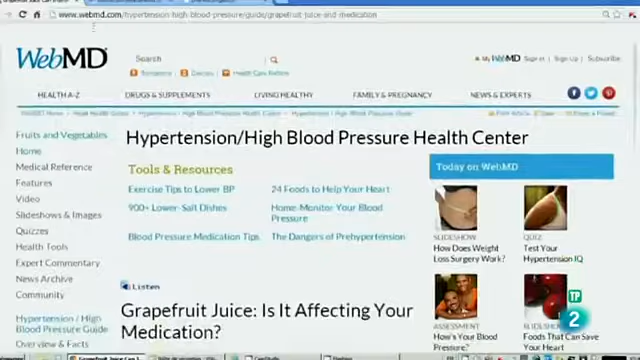 www.webmd.com/hypertension-high-blood-pressure/guide/grapefruit-juice-and-medication
WebMD
Search
My WebMD Sign In Sign Up Subscribe
Symptoms Doctors Health Care Reform
HEALTH A-Z DRUGS & SUPPLEMENTS LIVING HEALTHY FAMILY & PREGNANCY NEWS & EXPERTS
Fruits and Vegetables
Home
Medical Reference
Features
Video
Slideshows & Images
Quizzes
Health Tools
Expert Commentary
News Archive
Community
Hypertension / High
Blood Pressure Guide
Overview & Facts
Hypertension/High Blood Pressure Health Center
Tools & Resources
Exercise Tips to Lower BP
900+ Lower-Salt Dishes
Blood Pressure Medication Tips
24 Foods to Help Your Heart
Home-Monitor Your Blood
Pressure
The Dangers of Prehypertension
Listen
Grapefruit Juice: Is It Affecting Your
Medication?
Today on WebMD
SLIDESHOW
How Does Weight
Loss Surgery Work?
QUIZ
Test Your
Hypertension IQ
ASSESSMENT
How's Your Blood
Pressure?
SLIDESHOW
Foods That Can Save
Your Heart
2